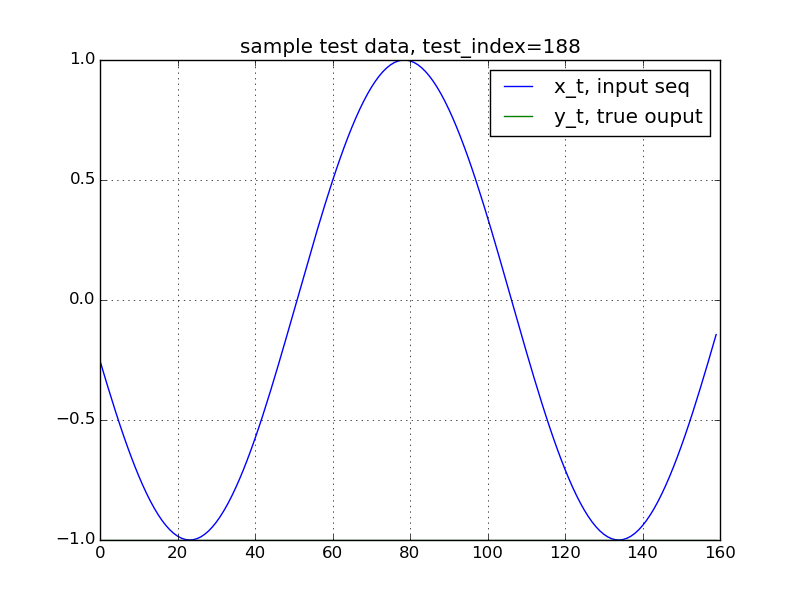 sample test data, test_index=188
1.0
0.5
0.0
−0.5
−1.0
0 20 40 60 80 100 120 140 160
x_t, input seq
y_t, true ouput